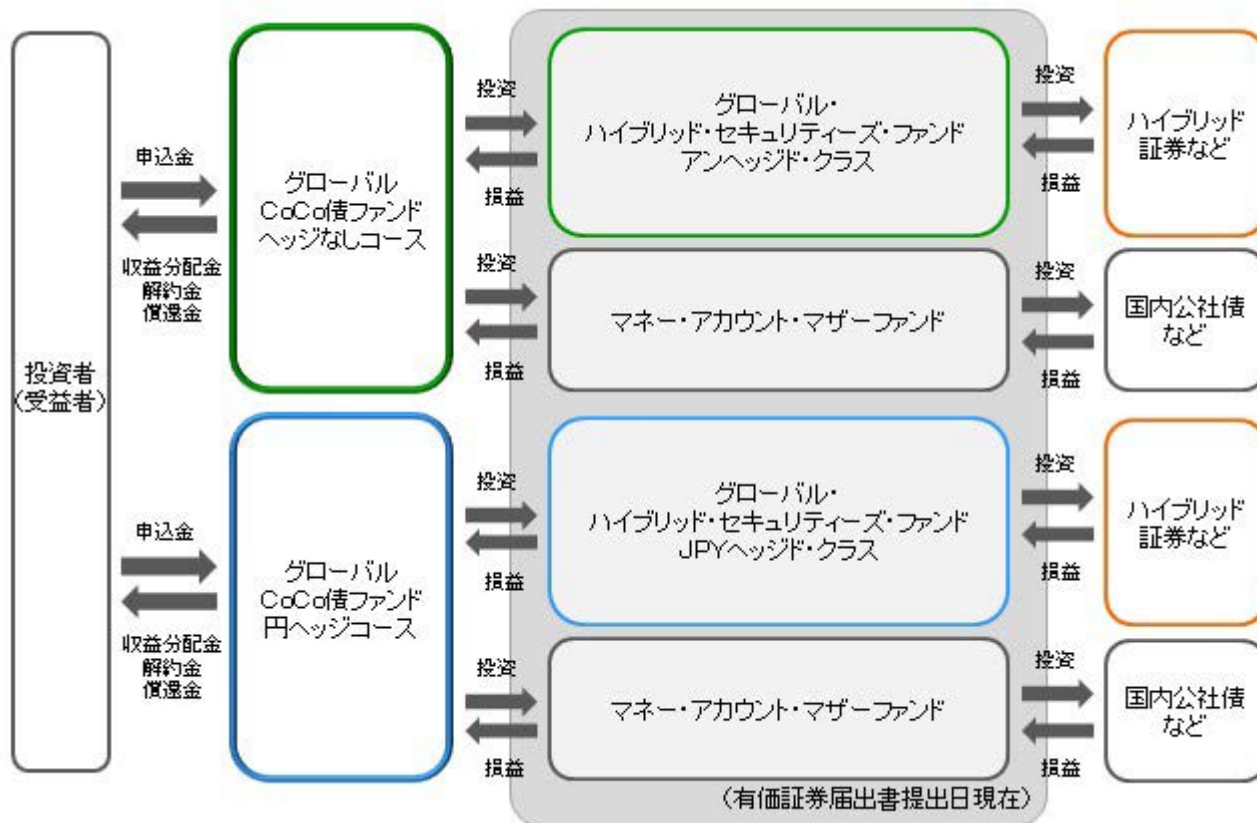 投資者
(受益者)
申込金
収益分配金
解約金
償還金
グローバル
CoCo債ファンド
ヘッジなしコース
投資
損益
グローバル・
ハイブリッド・セキュリティーズ・ファンド
アンヘッジド・クラス
投資
損益
ハイブリッド
証券など
投資
損益
マネー・アカウント・マザーファンド
投資
損益
国内公社債
など
申込金
収益分配金
解約金
償還金
グローバル
CoCo債ファンド
円ヘッジコース
投資
損益
グローバル・
ハイブリッド・セキュリティーズ・ファンド
JPYヘッジド・クラス
投資
損益
ハイブリッド
証券など
投資
損益
マネー・アカウント・マザーファンド
投資
損益
国内公社債
など
(有価証券届出書提出日現在)